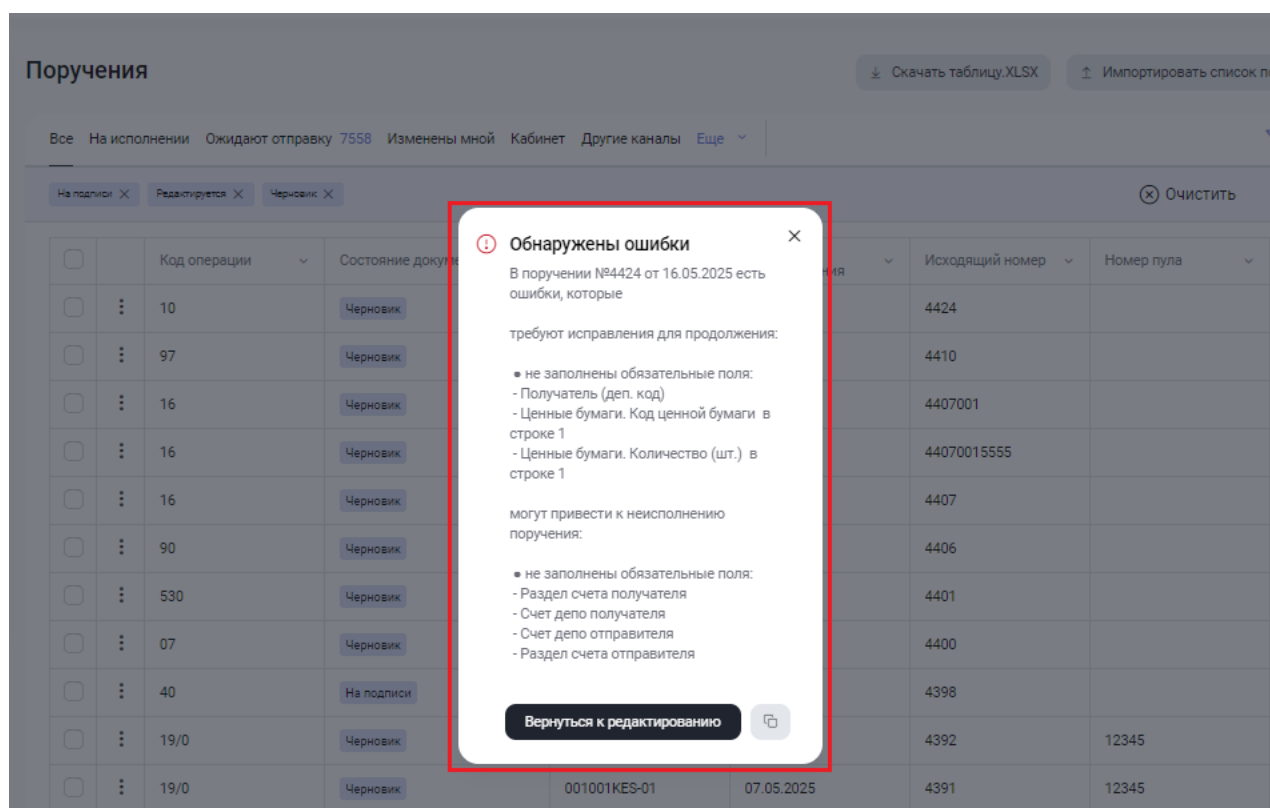 Поручения
Скачать таблицу.XLSX
Импортировать список
Все На исполнении Ожидают отправку 7558 Изменены мной Кабинет Другие каналы Еще
На подписи Редактируется Черновик
Очистить
Код операции
Исходящий номер
Номер пула
Обнаружены ошибки
В поручении №4424 от 16.05.2025 есть
ошибки, которые
требуют исправления для продолжения:
● не заполнены обязательные поля:
- Получатель (деп. код)
- Ценные бумаги. Код ценной бумаги в
строке 1
- Ценные бумаги. Количество (шт.) в
строке 1
могут привести к неисполнению
поручения:
● не заполнены обязательные поля:
- Раздел счета получателя
- Счет депо получателя
- Счет депо отправителя
- Раздел счета отправителя
Вернуться к редактированию
10 Черновик 4424
97 Черновик 4410
16 Черновик 4407001
16 Черновик 44070015555
16 Черновик 4407
90 Черновик 4406
530 Черновик 4401
07 Черновик 4400
40 На подписи 4398
19/0 Черновик 4392 12345
19/0 Черновик 001001KES-01 07.05.2025 4391 12345